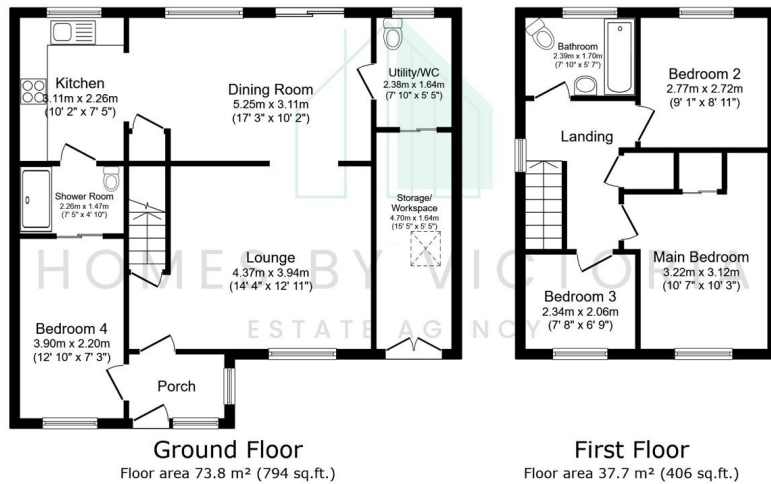 Kitchen
3.11m x 2.26m
(10' 2" x 7' 5")
Dining Room
5.25m x 3.11m
(17' 3" x 10' 2")
Utility/WC
2.38m x 1.64m
(7' 10" x 5' 5")
Shower Room
2.26m x 1.47m
(7' 5" x 4' 10")
Storage/
Workspace
4.70m x 1.64m
(15' 5" x 5' 5")
Lounge
4.37m x 3.94m
(14' 4" x 12' 11")
Bedroom 4
3.90m x 2.20m
(12' 10" x 7' 3")
Porch
Ground Floor
Floor area 73.8 m² (794 sq.ft.)
Bathroom
2.39m x 1.70m
(7' 10" x 5' 7")
Bedroom 2
2.77m x 2.72m
(9' 1" x 8' 11")
Landing
Main Bedroom
3.22m x 3.12m
(10' 7" x 10' 3")
Bedroom 3
2.34m x 2.06m
(7' 8" x 6' 9")
First Floor
Floor area 37.7 m² (406 sq.ft.)
HOMES BY VICTORIA
ESTATE AGENCY